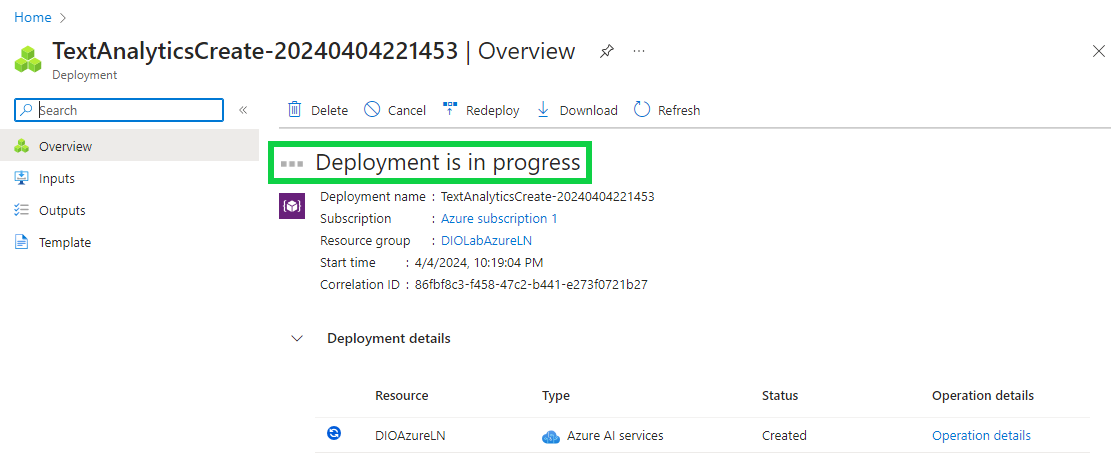 Home
TextAnalyticsCreate-20240404221453 | Overview
Deployment
Search
Delete Cancel Redeploy Download Refresh
Overview
Inputs
Outputs
Template
Deployment is in progress
Deployment name : TextAnalyticsCreate-20240404221453
Subscription : Azure subscription 1
Resource group : DIOLabAzureLN
Start time : 4/4/2024, 10:19:04 PM
Correlation ID : 86fbf8c3-f458-47c2-b441-e273f0721b27
Deployment details
Resource Type Status Operation details
DIOAzureLN Azure AI services Created Operation details